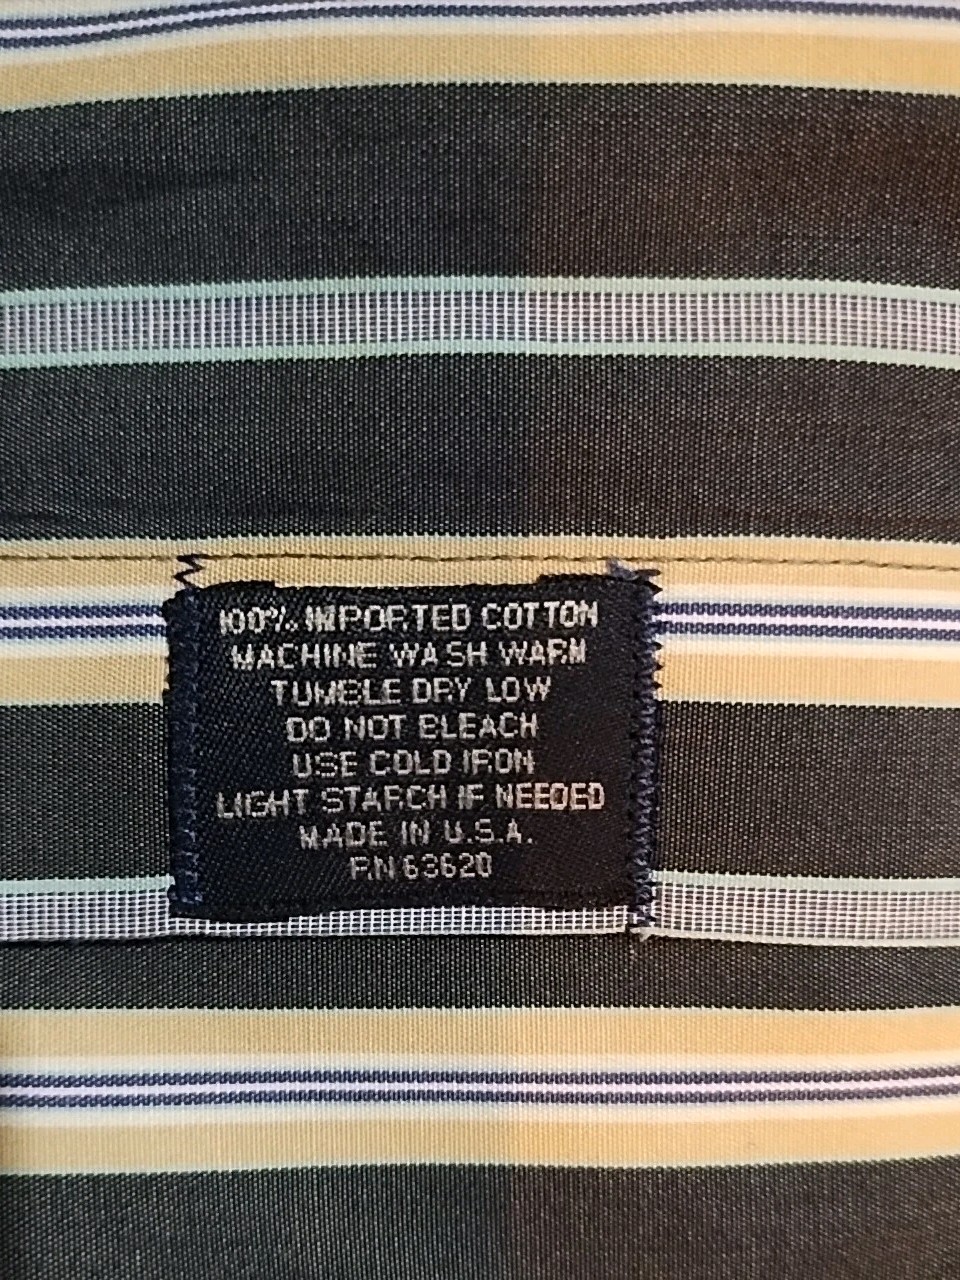 100% IMPORTED COTTON
MACHINE WASH WARM
TUMBLE DRY LOW
DO NOT BLEACH
USE COLD IRON
LIGHT STARCH IF NEEDED
MADE IN U.S.A.
RN 63620